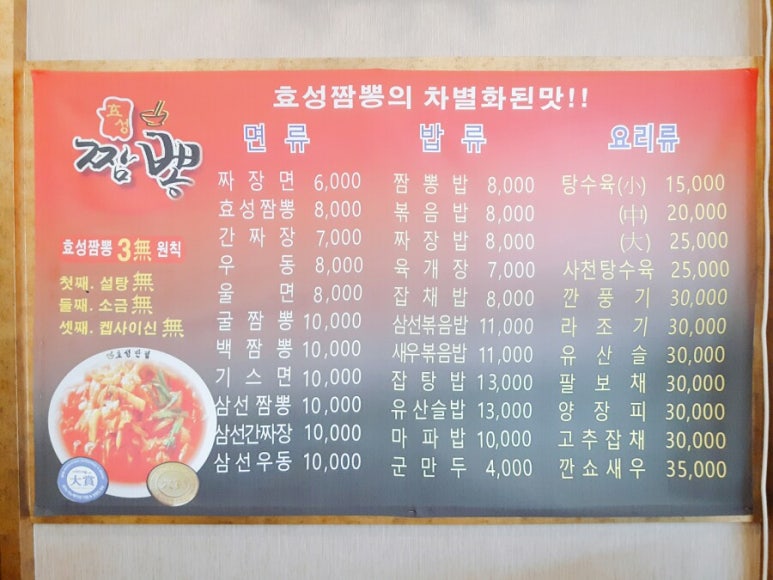 효성짬뽕의 차별화된맛!!
효성
짬뽕
효성짬뽕 3無 원칙
첫째. 설탕 無
둘째. 소금 無
셋째. 켑사이신 無
효성반점
大賞
면 류
짜 장 면 6,000
효성짬뽕 8,000
간 짜 장 7,000
우 동 8,000
울 면 8,000
굴 짬 뽕 10,000
백 짬 뽕 10,000
기 스 면 10,000
삼선 짬뽕 10,000
삼선간짜장 10,000
삼선우동 10,000
밥 류
짬 뽕 밥 8,000
볶 음 밥 8,000
짜 장 밥 8,000
육 개 장 7,000
잡 채 밥 8,000
삼선볶음밥 11,000
새우볶음밥 11,000
잡 탕 밥 13,000
유산슬밥 13,000
마 파 밥 10,000
군 만 두 4,000
요리류
탕수육(小) 15,000
(中) 20,000
(大) 25,000
사천탕수육 25,000
깐 풍 기 30,000
라 조 기 30,000
유 산 슬 30,000
팔 보 채 30,000
양 장 피 30,000
고추잡채 30,000
깐쇼새우 35,000